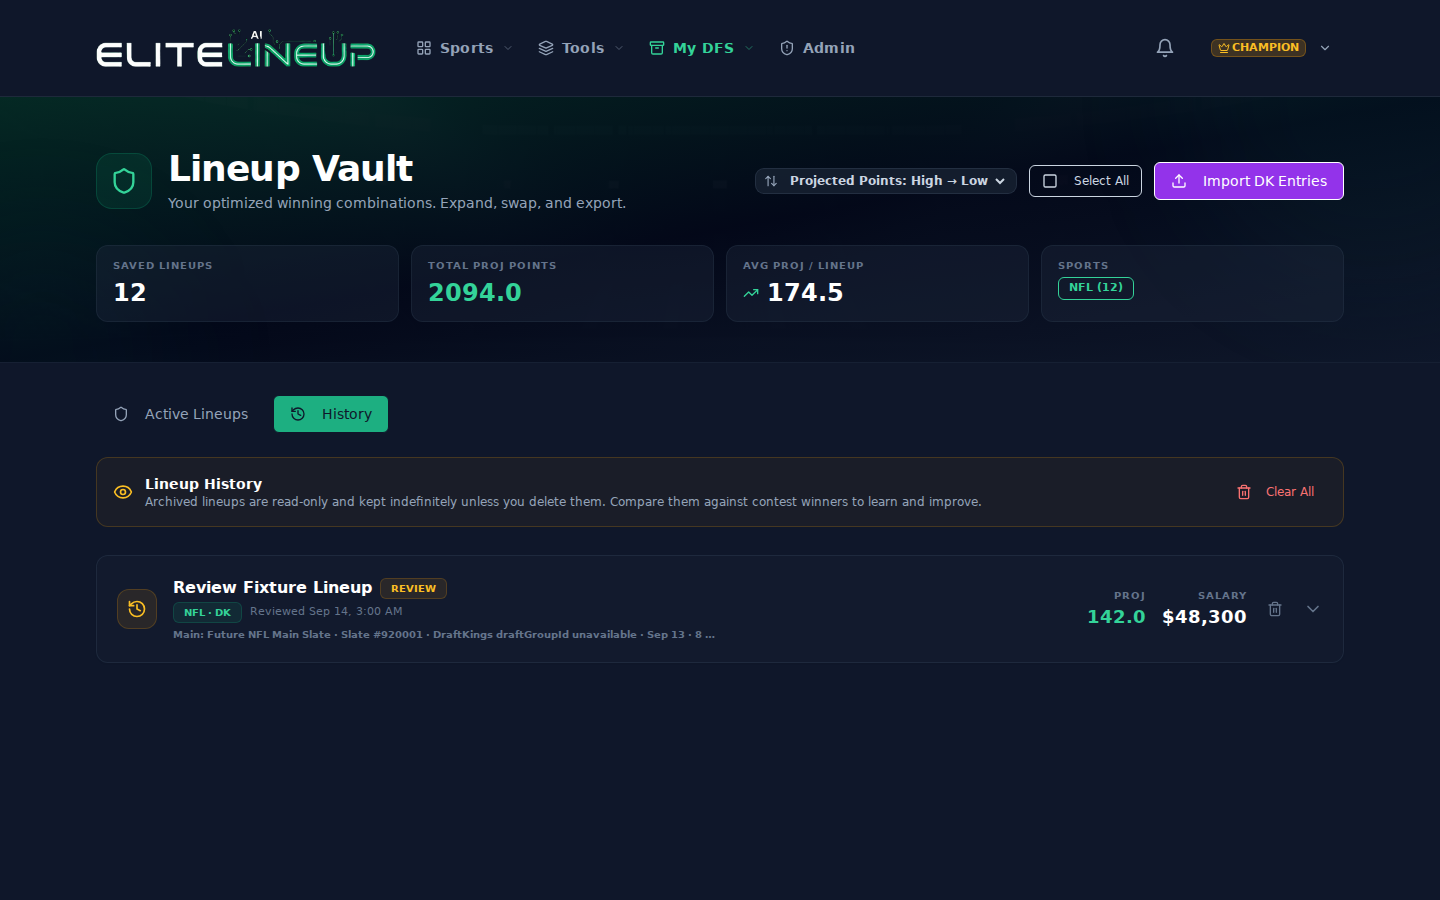 ELITELINEUP AI
Sports
Tools
My DFS
Admin
CHAMPION
Lineup Vault
Your optimized winning combinations. Expand, swap, and export.
Projected Points: High → Low
Select All
Import DK Entries
SAVED LINEUPS
12
TOTAL PROJ POINTS
2094.0
AVG PROJ / LINEUP
174.5
SPORTS
NFL (12)
Active Lineups
History
Lineup History
Archived lineups are read-only and kept indefinitely unless you delete them. Compare them against contest winners to learn and improve.
Clear All
Review Fixture Lineup REVIEW
NFL · DK Reviewed Sep 14, 3:00 AM
Main: Future NFL Main Slate · Slate #920001 · DraftKings draftGroupId unavailable · Sep 13 · 8 ...
PROJ
142.0
SALARY
$48,300